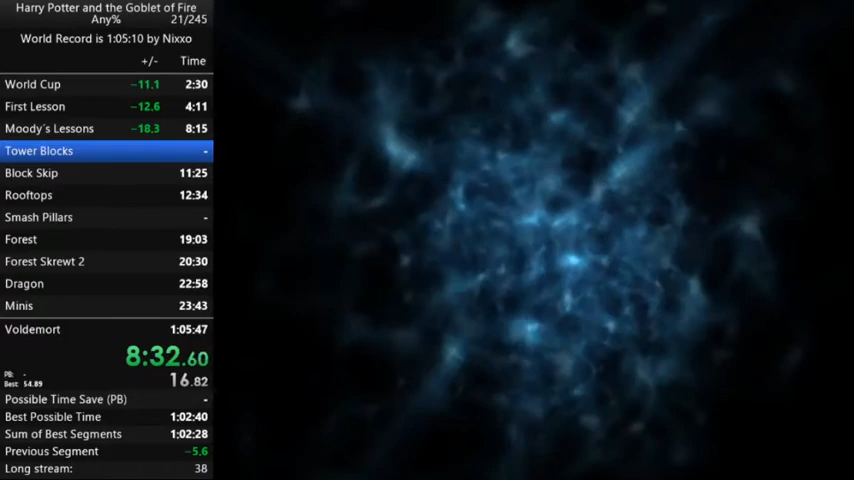 Harry Potter and the Goblet of Fire
Any% 21/245
World Record is 1:05:10 by Nixxo
+/- Time
World Cup −11.1 2:30
First Lesson −12.6 4:11
Moody´s Lessons −18.3 8:15
Tower Blocks -
Block Skip 11:25
Rooftops 12:34
Smash Pillars -
Forest 19:03
Forest Skrewt 2 20:30
Dragon 22:58
Minis 23:43
Voldemort 1:05:47
8:32.60
PB: -
Best: 54.89 16.82
Possible Time Save (PB) -
Best Possible Time 1:02:40
Sum of Best Segments 1:02:28
Previous Segment −5.6
Long stream: 38